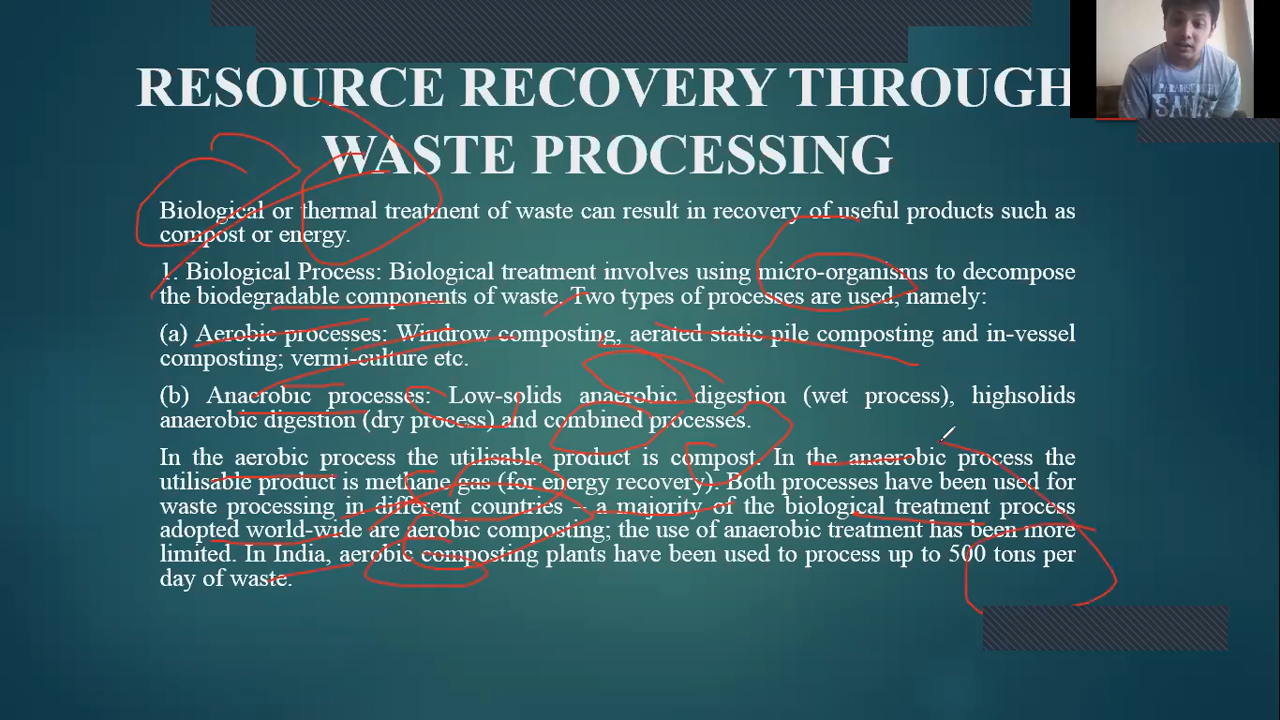 RESOURCE RECOVERY THROUGH
WASTE PROCESSING
Biological or thermal treatment of waste can result in recovery of useful products such as
compost or energy.
1. Biological Process: Biological treatment involves using micro-organisms to decompose
the biodegradable components of waste. Two types of processes are used, namely:
(a) Aerobic processes: Windrow composting, aerated static pile composting and in-vessel
composting; vermi-culture etc.
(b) Anaerobic processes: Low-solids anaerobic digestion (wet process), highsolids
anaerobic digestion (dry process) and combined processes.
In the aerobic process the utilisable product is compost. In the anaerobic process the
utilisable product is methane gas (for energy recovery). Both processes have been used for
waste processing in different countries – a majority of the biological treatment process
adopted world-wide are aerobic composting; the use of anaerobic treatment has been more
limited. In India, aerobic composting plants have been used to process up to 500 tons per
day of waste.